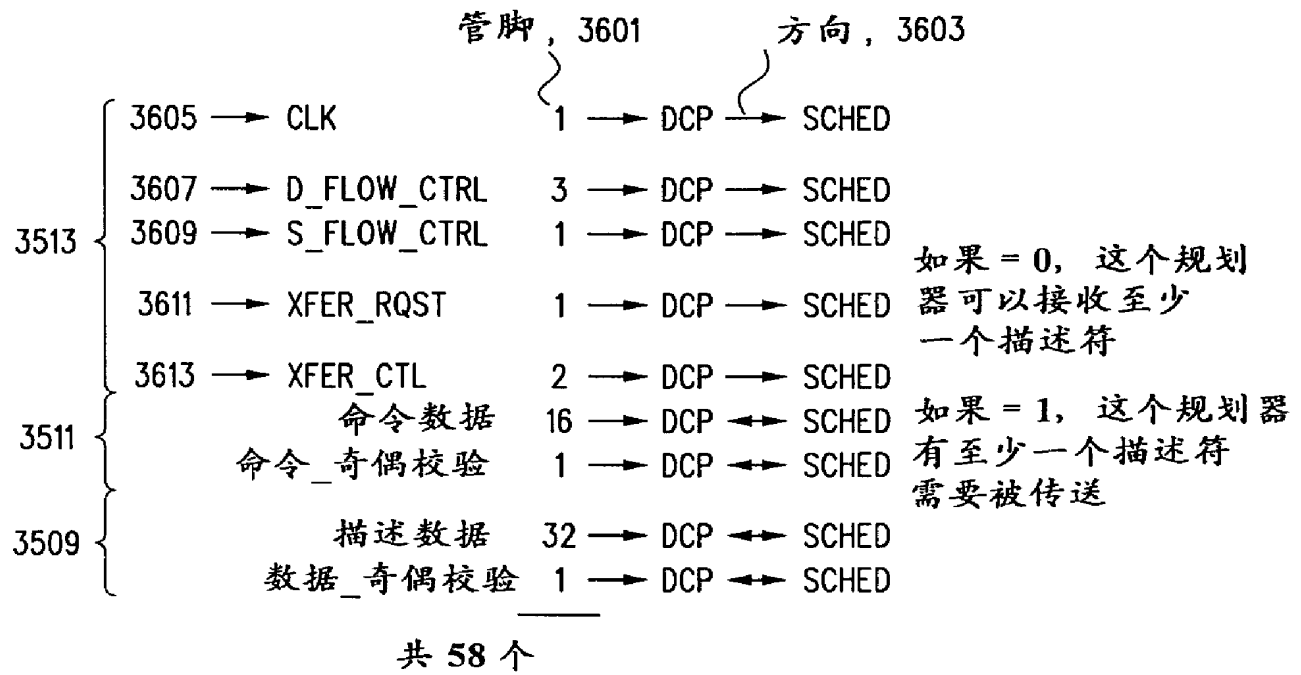 管脚，3601 方向，3603
3605 → CLK 1 → DCP → SCHED
3607 → D_FLOW_CTRL 3 → DCP → SCHED
3513
3609 → S_FLOW_CTRL 1 → DCP → SCHED
如果 = 0， 这个规划
器可以接收至少
一个描述符
3611 → XFER_RQST 1 → DCP → SCHED
3613 → XFER_CTL 2 → DCP → SCHED
3511
命令数据 16 → DCP ↔ SCHED
命令_奇偶校验 1 → DCP ↔ SCHED
如果 = 1， 这个规划器
有至少一个描述符
需要被传送
3509
描述数据 32 → DCP ↔ SCHED
数据_奇偶校验 1 → DCP ↔ SCHED
共 58 个